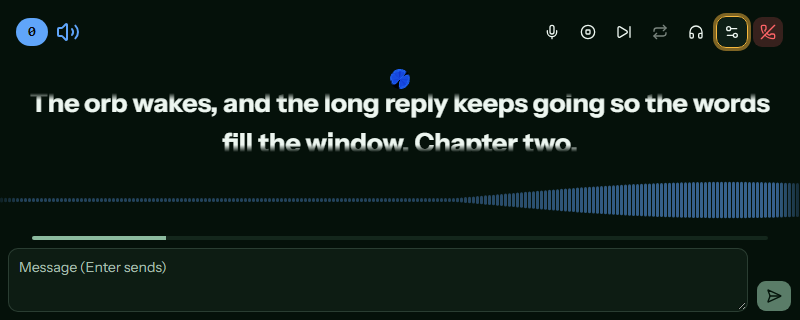 0
The orb wakes, and the long reply keeps going so the words
fill the window. Chapter two.
Message (Enter sends)